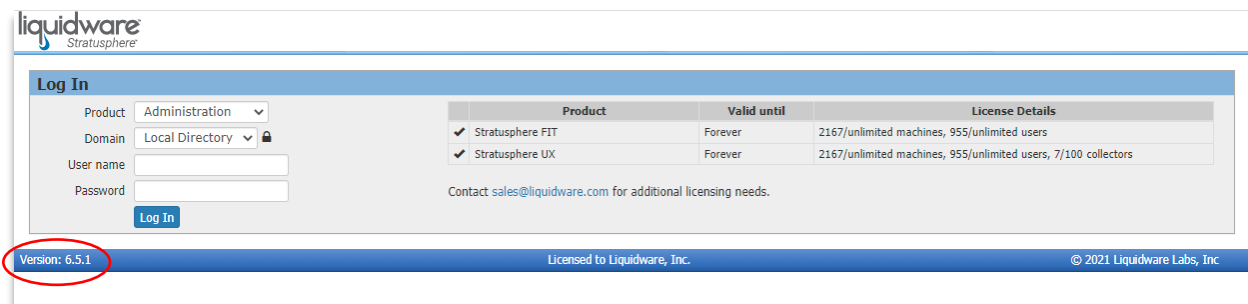 liquidware
Stratusphere™
Log In
Product Administration
Domain Local Directory
User name
Password
Log In
Product Valid until License Details
Stratusphere FIT Forever 2167/unlimited machines, 955/unlimited users
Stratusphere UX Forever 2167/unlimited machines, 955/unlimited users, 7/100 collectors
Contact sales@liquidware.com for additional licensing needs.
Version: 6.5.1 Licensed to Liquidware, Inc. © 2021 Liquidware Labs, Inc